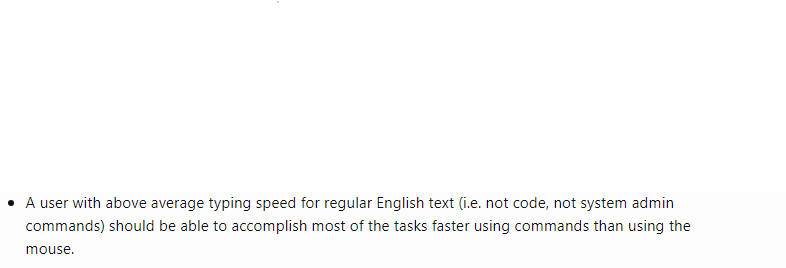 • A user with above average typing speed for regular English text (i.e. not code, not system admin
commands) should be able to accomplish most of the tasks faster using commands than using the
mouse.